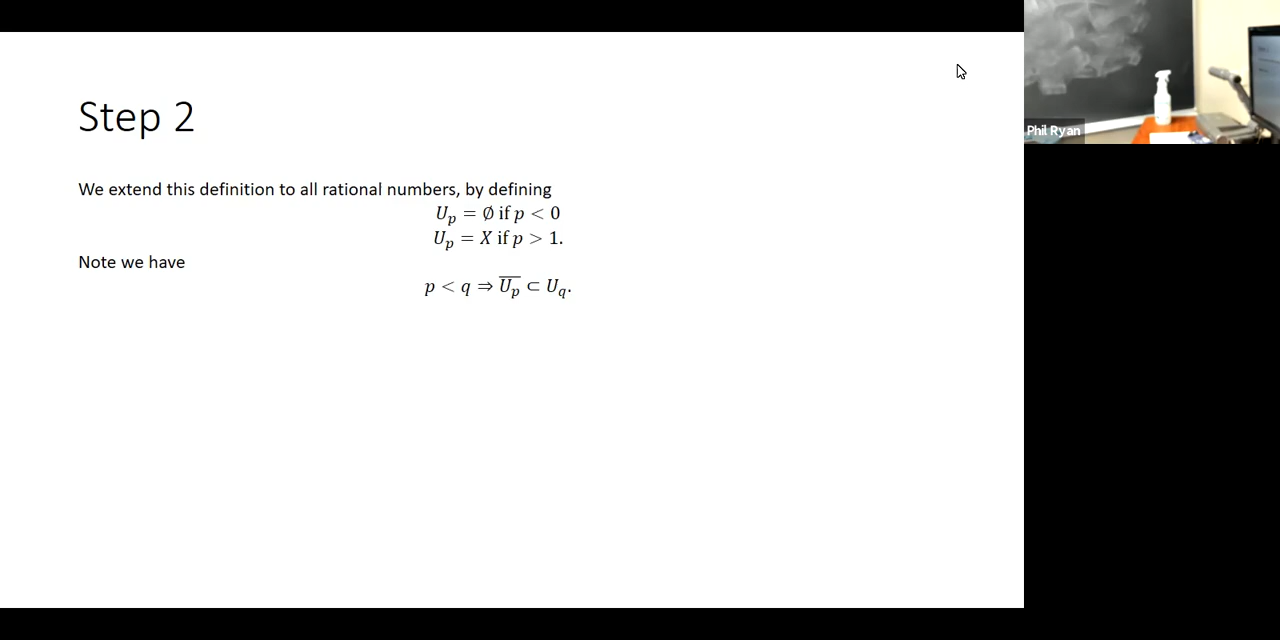 Step 2
We extend this definition to all rational numbers, by defining
U_p = ∅ if p < 0
U_p = X if p > 1.
Note we have
p < q ⇒ \overline{U_p} ⊂ U_q.
Phil Ryan